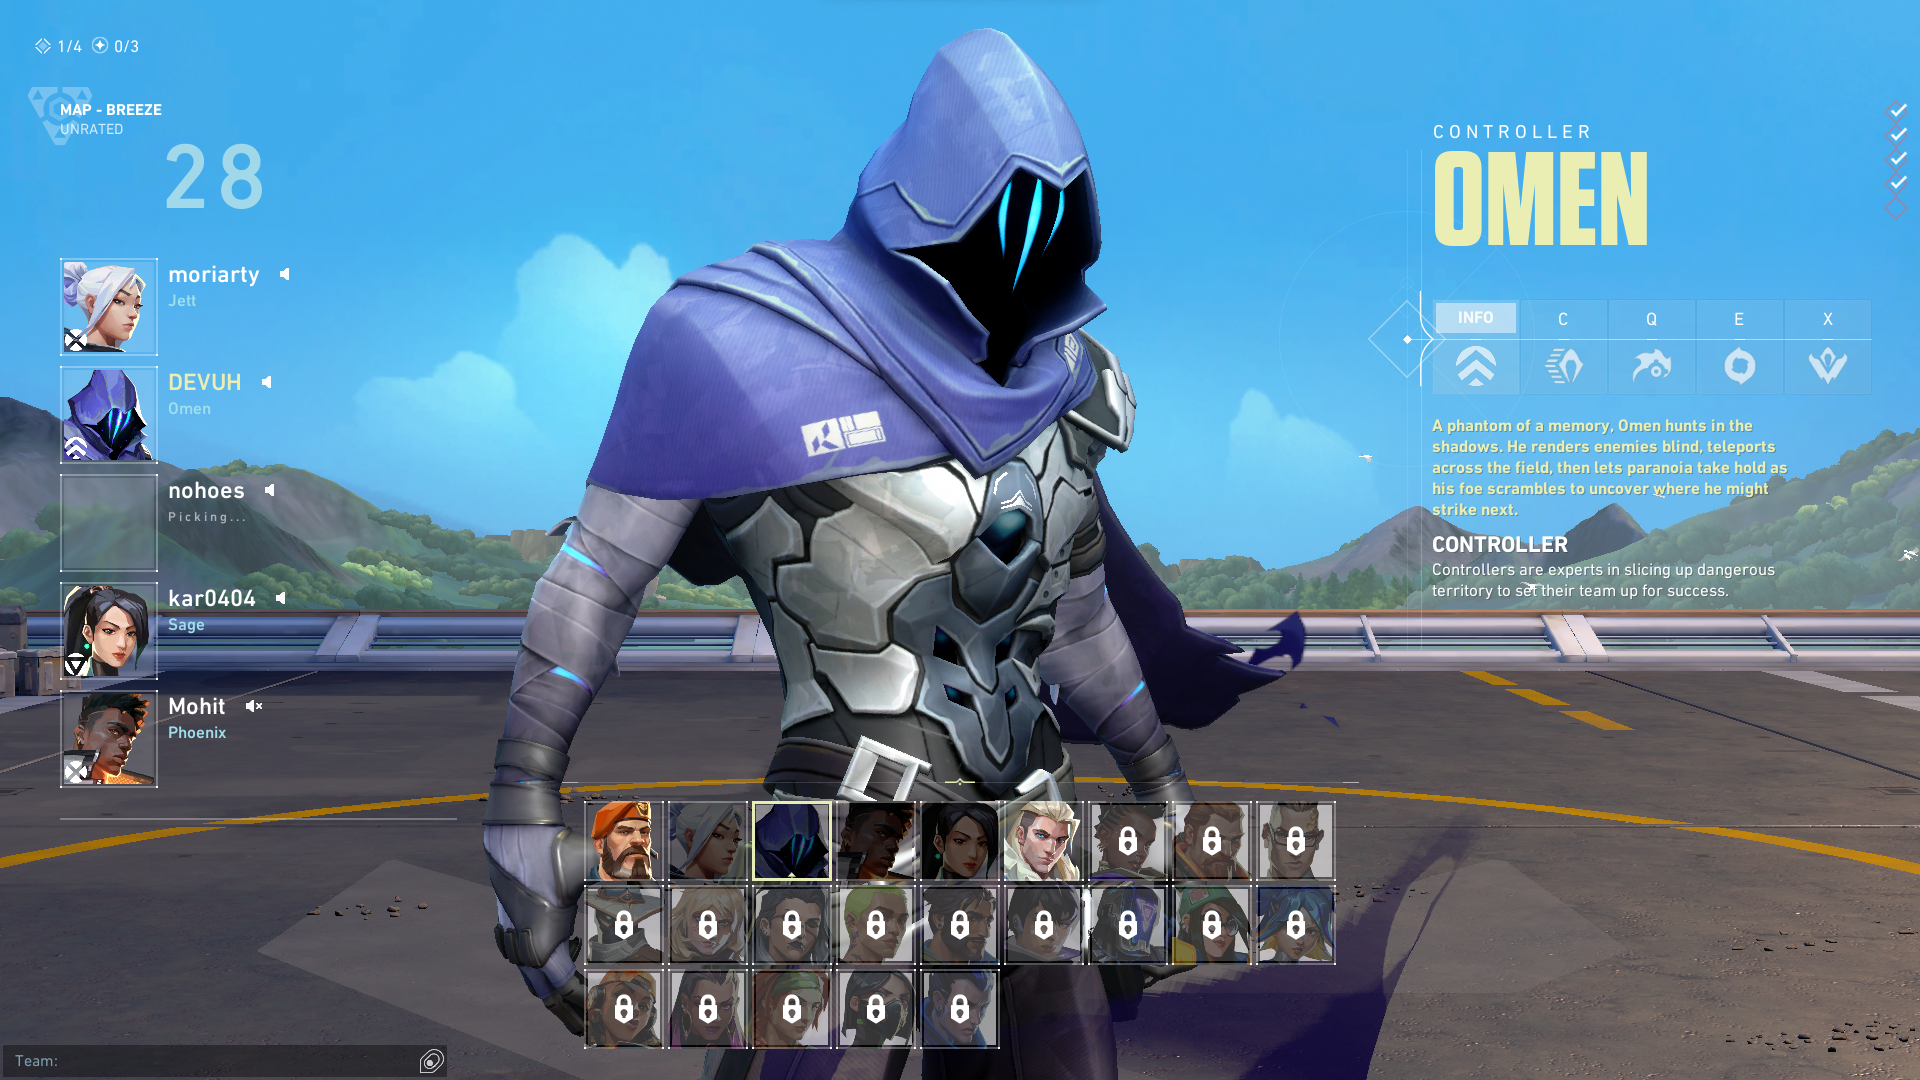 1/4 0/3
MAP - BREEZE
UNRATED
28
moriarty
Jett
DEVUH
Omen
nohoes
Picking...
kar0404
Sage
Mohit
Phoenix
Team:
CONTROLLER
OMEN
INFO C Q E X
A phantom of a memory, Omen hunts in the
shadows. He renders enemies blind, teleports
across the field, then lets paranoia take hold as
his foe scrambles to uncover where he might
strike next.
CONTROLLER
Controllers are experts in slicing up dangerous
territory to set their team up for success.